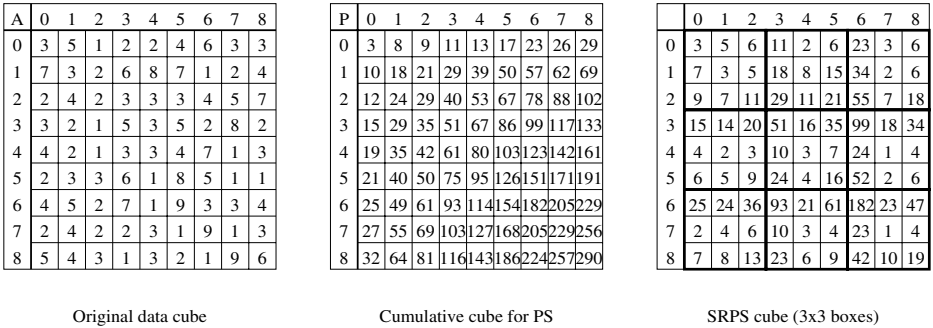 A 0 1 2 3 4 5 6 7 8
0 3 5 1 2 2 4 6 3 3
1 7 3 2 6 8 7 1 2 4
2 2 4 2 3 3 3 4 5 7
3 3 2 1 5 3 5 2 8 2
4 4 2 1 3 3 4 7 1 3
5 2 3 3 6 1 8 5 1 1
6 4 5 2 7 1 9 3 3 4
7 2 4 2 2 3 1 9 1 3
8 5 4 3 1 3 2 1 9 6
Original data cube
P 0 1 2 3 4 5 6 7 8
0 3 8 9 11 13 17 23 26 29
1 10 18 21 29 39 50 57 62 69
2 12 24 29 40 53 67 78 88 102
3 15 29 35 51 67 86 99 117 133
4 19 35 42 61 80 103 123 142 161
5 21 40 50 75 95 126 151 171 191
6 25 49 61 93 114 154 182 205 229
7 27 55 69 103 127 168 205 229 256
8 32 64 81 116 143 186 224 257 290
Cumulative cube for PS
0 1 2 3 4 5 6 7 8
0 3 5 6 11 2 6 23 3 6
1 7 3 5 18 8 15 34 2 6
2 9 7 11 29 11 21 55 7 18
3 15 14 20 51 16 35 99 18 34
4 4 2 3 10 3 7 24 1 4
5 6 5 9 24 4 16 52 2 6
6 25 24 36 93 21 61 182 23 47
7 2 4 6 10 3 4 23 1 4
8 7 8 13 23 6 9 42 10 19
SRPS cube (3x3 boxes)